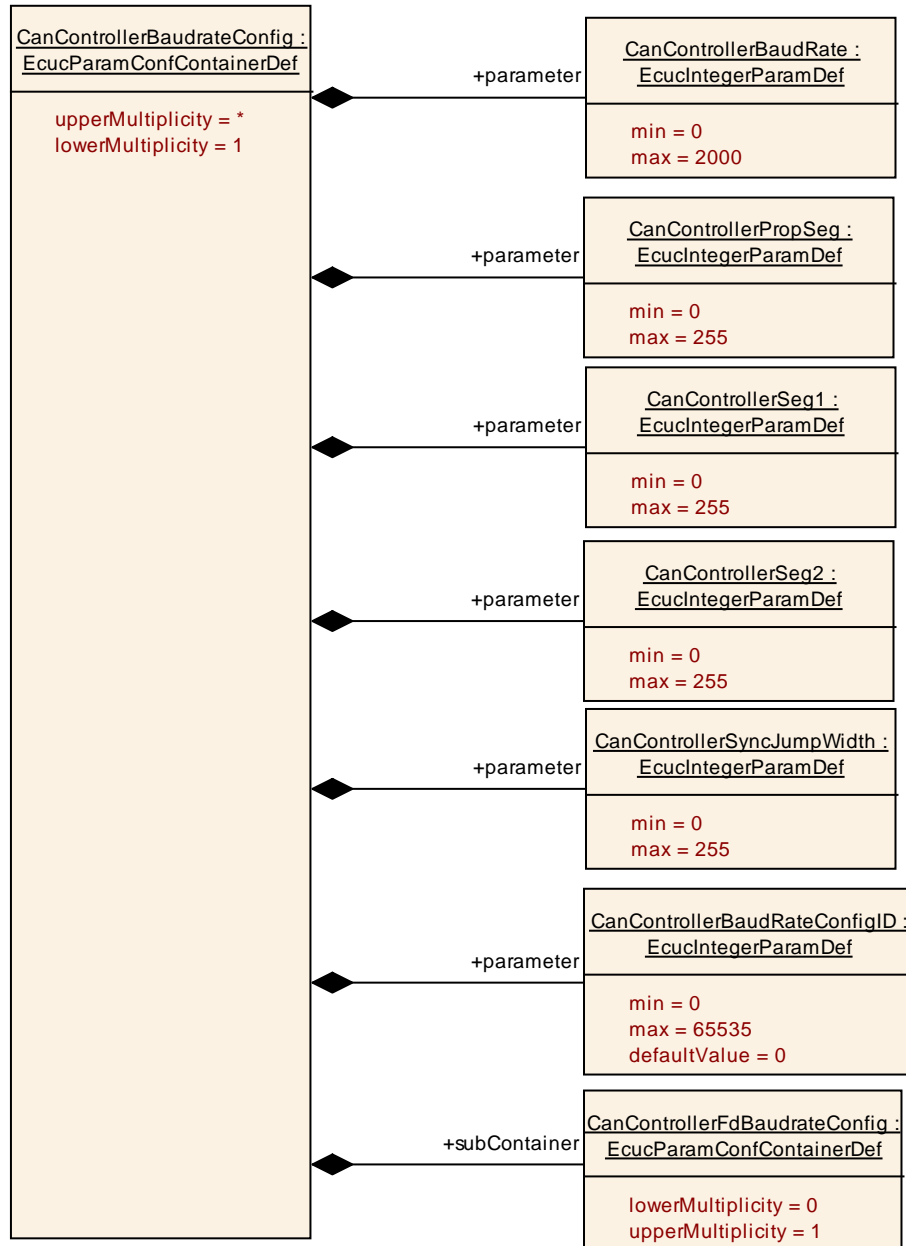 CanControllerBaudrateConfig :
EcucParamConfContainerDef
upperMultiplicity = *
lowerMultiplicity = 1
+parameter
CanControllerBaudRate :
EcucIntegerParamDef
min = 0
max = 2000
+parameter
CanControllerPropSeg :
EcucIntegerParamDef
min = 0
max = 255
+parameter
CanControllerSeg1 :
EcucIntegerParamDef
min = 0
max = 255
+parameter
CanControllerSeg2 :
EcucIntegerParamDef
min = 0
max = 255
+parameter
CanControllerSyncJumpWidth :
EcucIntegerParamDef
min = 0
max = 255
+parameter
CanControllerBaudRateConfigID :
EcucIntegerParamDef
min = 0
max = 65535
defaultValue = 0
+subContainer
CanControllerFdBaudrateConfig :
EcucParamConfContainerDef
lowerMultiplicity = 0
upperMultiplicity = 1